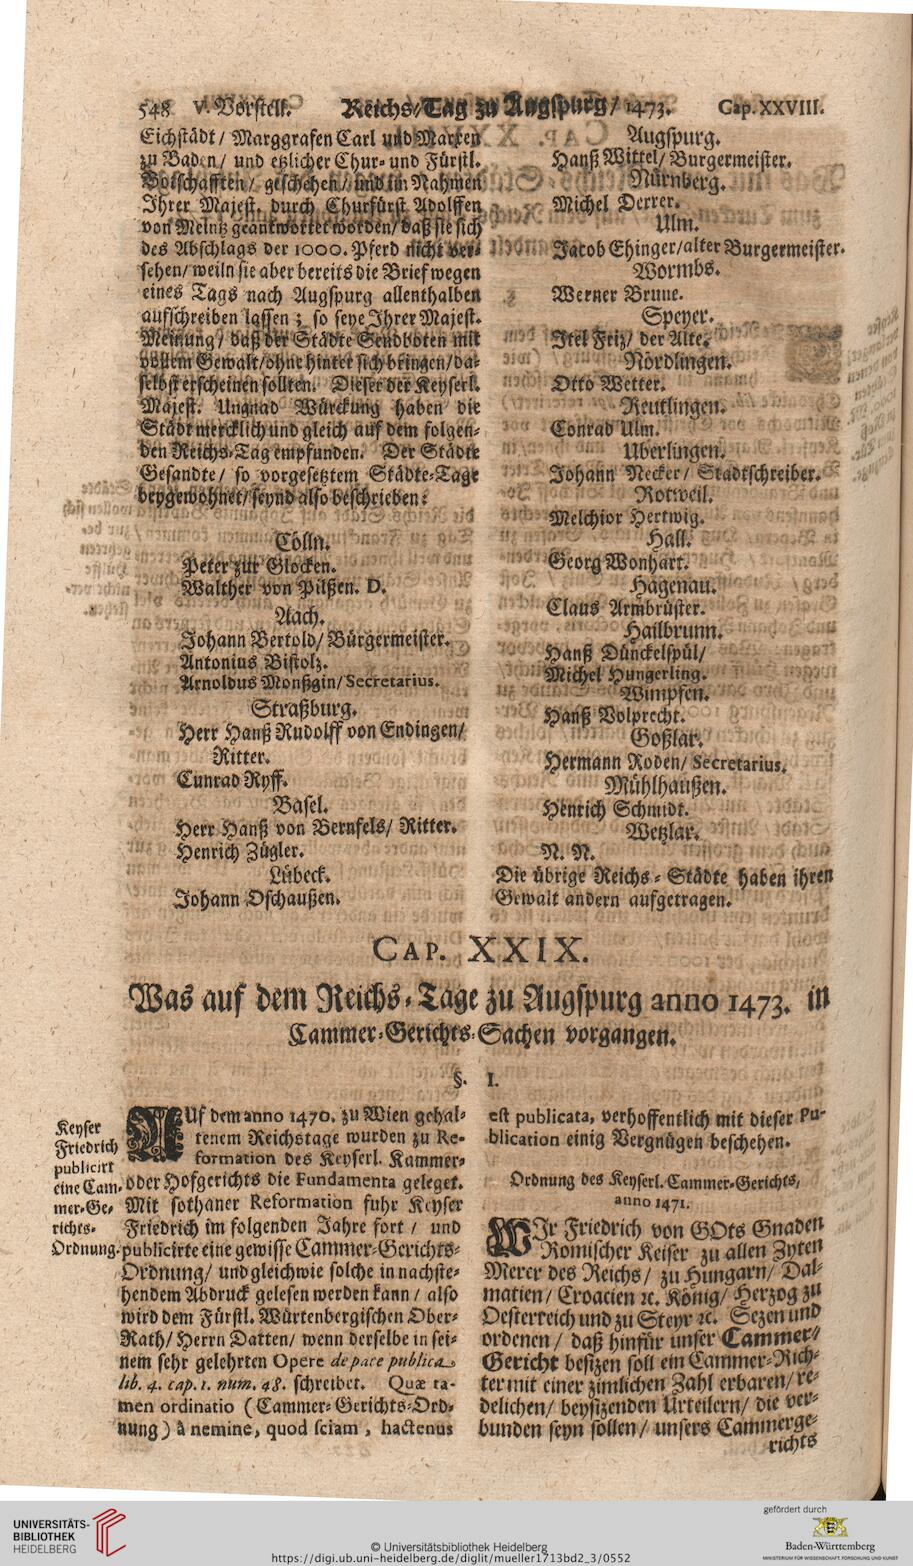 548 V. Vorstell. Reichs-Tag zu Augspurg / 1473. Cap. XXVIII.
Eichstädt / Marggrafen Carl und Marxen
zu Baden / und etzlicher Chur- und Fürstl.
Botschafften / geschehen / und im Nahmen
Ihrer Majest. durch Churfürst Adolffen
von Meintz geantwortet worden / daß sie sich
des Abschlags der 1000. Pferd nicht ver-
sehen / weiln sie aber bereits die Brief wegen
eines Tags nach Augspurg allenthalben
aufschreiben lassen ; so seye Ihrer Majest.
Meinung / daß der Städte Sendboten mit
vollem Gewalt / ohne hinter sich bringen / da-
selbst erscheinen sollten. Dieser der Keyserl.
Majest. Ungnad Würckung haben die
Städt mercklich und gleich auf dem folgen-
den Reichs-Tag empfunden. Der Städte
Gesandte / so vorgesetztem Städte-Tage
beygewohnet / seynd also beschrieben:
Cölln.
Peter zur Glocken.
Walther von Pilßen. D.
Aach.
Johann Bertold / Bürgermeister.
Antonius Bistolz.
Arnoldus Monßgin / Secretarius.
Straßburg.
Herr Hanß Rudolff von Endingen /
Ritter.
Cunrad Ryff.
Basel.
Herr Hanß von Bernfels / Ritter.
Henrich Zügler.
Lübeck.
Johann Oschaußen.
Augspurg.
Hanß Wittel / Burgermeister.
Nürnberg.
Michel Derrer.
Ulm.
Jacob Ehinger / alter Burgermeister.
Wormbs.
Werner Brune.
Speyer.
Itel Friz / der Alte.
Nördlingen.
Otto Wetter.
Reutlingen.
Conrad Ulm.
Uberlingen.
Johann Necker / Stadtschreiber.
Rotweil.
Melchior Hertwig.
Hall.
Georg Wonhart.
Hagenau.
Claus Armbrüster.
Hailbrunn.
Hanß Dünckelspül /
Michel Hungerling.
Wimpfen.
Hanß Volprecht.
Goßlar.
Hermann Roden / Secretarius.
Mühlhaußen.
Henrich Schmidt.
Wetzlar.
N. N.
Die übrige Reichs-Städte haben ihren
Gewalt andern aufgetragen.
CAP. XXIX.
Was auf dem Reichs-Tage zu Augspurg anno 1473. in
Cammer-Gerichts-Sachen vorgangen.
§. I.
Keyser
Friedrich
publicirt
eine Cam-
mer-Ge-
richts-
Ordnung.
AUf dem anno 1470. zu Wien gehal-
tenem Reichstage wurden zu Re-
formation des Keyserl. Kammer-
oder Hofgerichts die Fundamenta geleget.
Mit sothaner Reformation fuhr Keyser
Friedrich im folgenden Jahre fort / und
publicirte eine gewisse Cammer-Gerichts-
Ordnung / und gleichwie solche in nachste-
hendem Abdruck gelesen werden kann / also
wird dem Fürstl. Würtenbergischen Ober-
Rath / Herrn Datten / wenn derselbe in sei-
nem sehr gelehrten Opere de pace publica
lib. 4. cap. 1. num. 48. schreibet. Quæ ta-
men ordinatio (Cammer-Gerichts-Ord-
nung) à nemine, quod sciam , hactenus
est publicata, verhoffentlich mit dieser Pu-
blication einig Vergnügen beschehen.
Ordnung des Keyserl. Cammer-Gerichts,
anno 1471.
WIr Friedrich von GOts Gnaden
Romischer Keiser zu allen Zyten
Merer des Reichs / zu Hungarn / Dal-
matien / Croacien ꝛc. König / Herzog zu
Oesterreich und zu Steyr ꝛc. Sezen und
ordenen / daß hinfür unser Cammer-
Gericht besizen soll ein Cammer-Rich-
ter mit einer zimlichen Zahl erbaren / re-
delichen / beysizenden Urteilern / die ver-
bunden seyn sollen / unsers Cammerge-
richts
UNIVERSITÄTS-
BIBLIOTHEK
HEIDELBERG
© Universitätsbibliothek Heidelberg
https://digi.ub.uni-heidelberg.de/diglit/mueller1713bd2_3/0552
gefördert durch
Baden-Württemberg
MINISTERIUM FÜR WISSENSCHAFT, FORSCHUNG UND KUNST